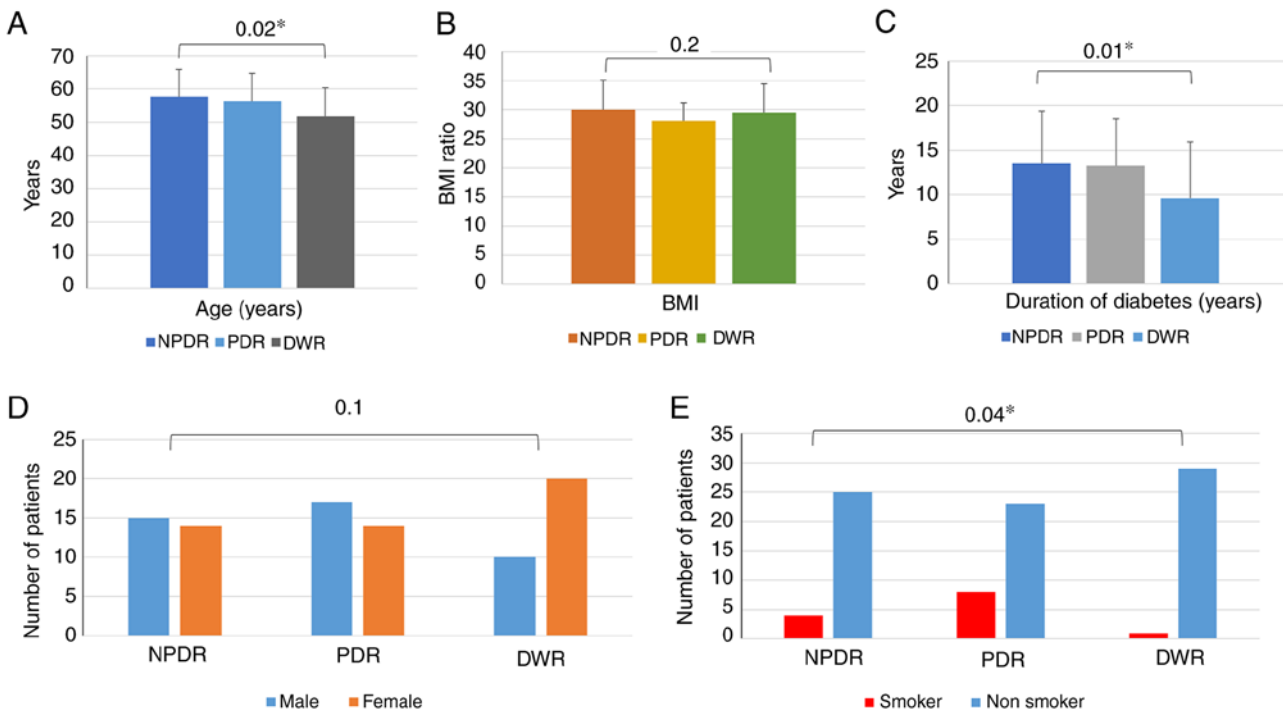 A
0.02*
70
60
50
40
30
20
10
0
Years
Age (years)
NPDR PDR DWR
B
0.2
40
35
30
25
20
15
10
5
0
BMI ratio
BMI
NPDR PDR DWR
C
0.01*
25
20
15
10
5
0
Years
Duration of diabetes (years)
NPDR PDR DWR
D
0.1
25
20
15
10
5
0
Number of patients
NPDR PDR DWR
Male Female
E
0.04*
35
30
25
20
15
10
5
0
Number of patients
NPDR PDR DWR
Smoker Non smoker